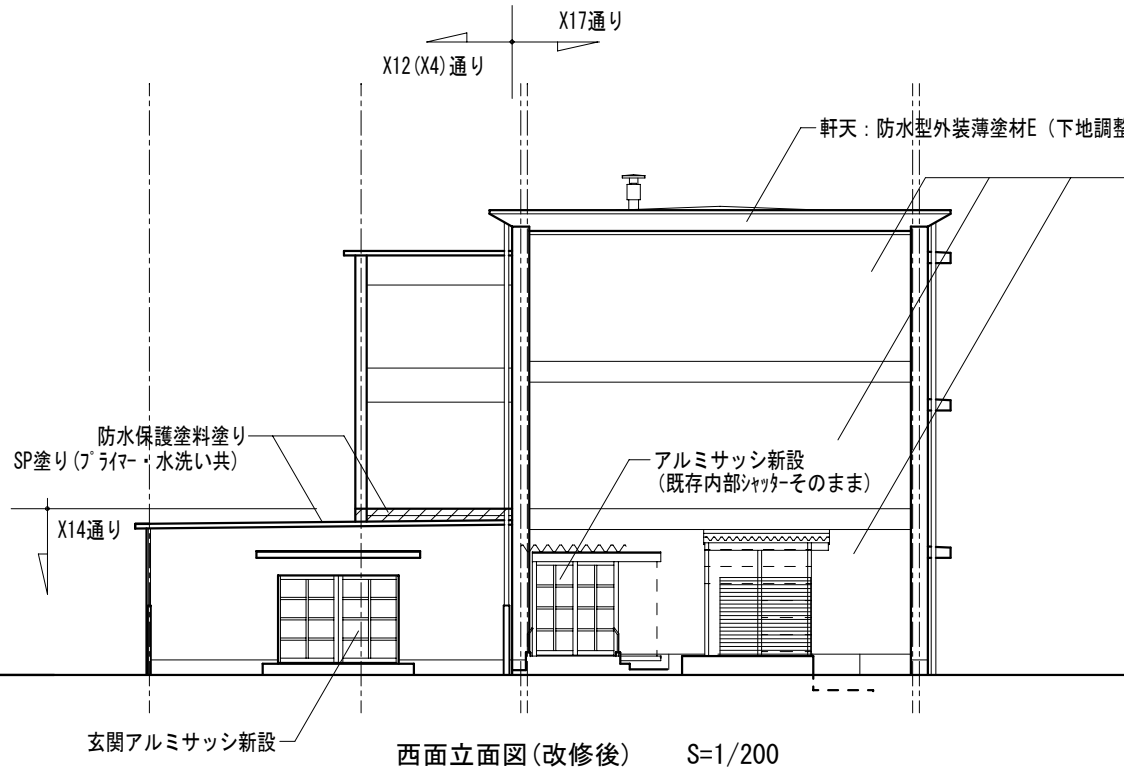 X17通り
X12(X4)通り
軒天：防水型外装薄塗材E（下地調整
防水保護塗料塗り
SP塗り(プライマー・水洗い共)
アルミサッシ新設
(既存内部シャッターそのまま)
X14通り
玄関アルミサッシ新設
西面立面図(改修後) S=1/200